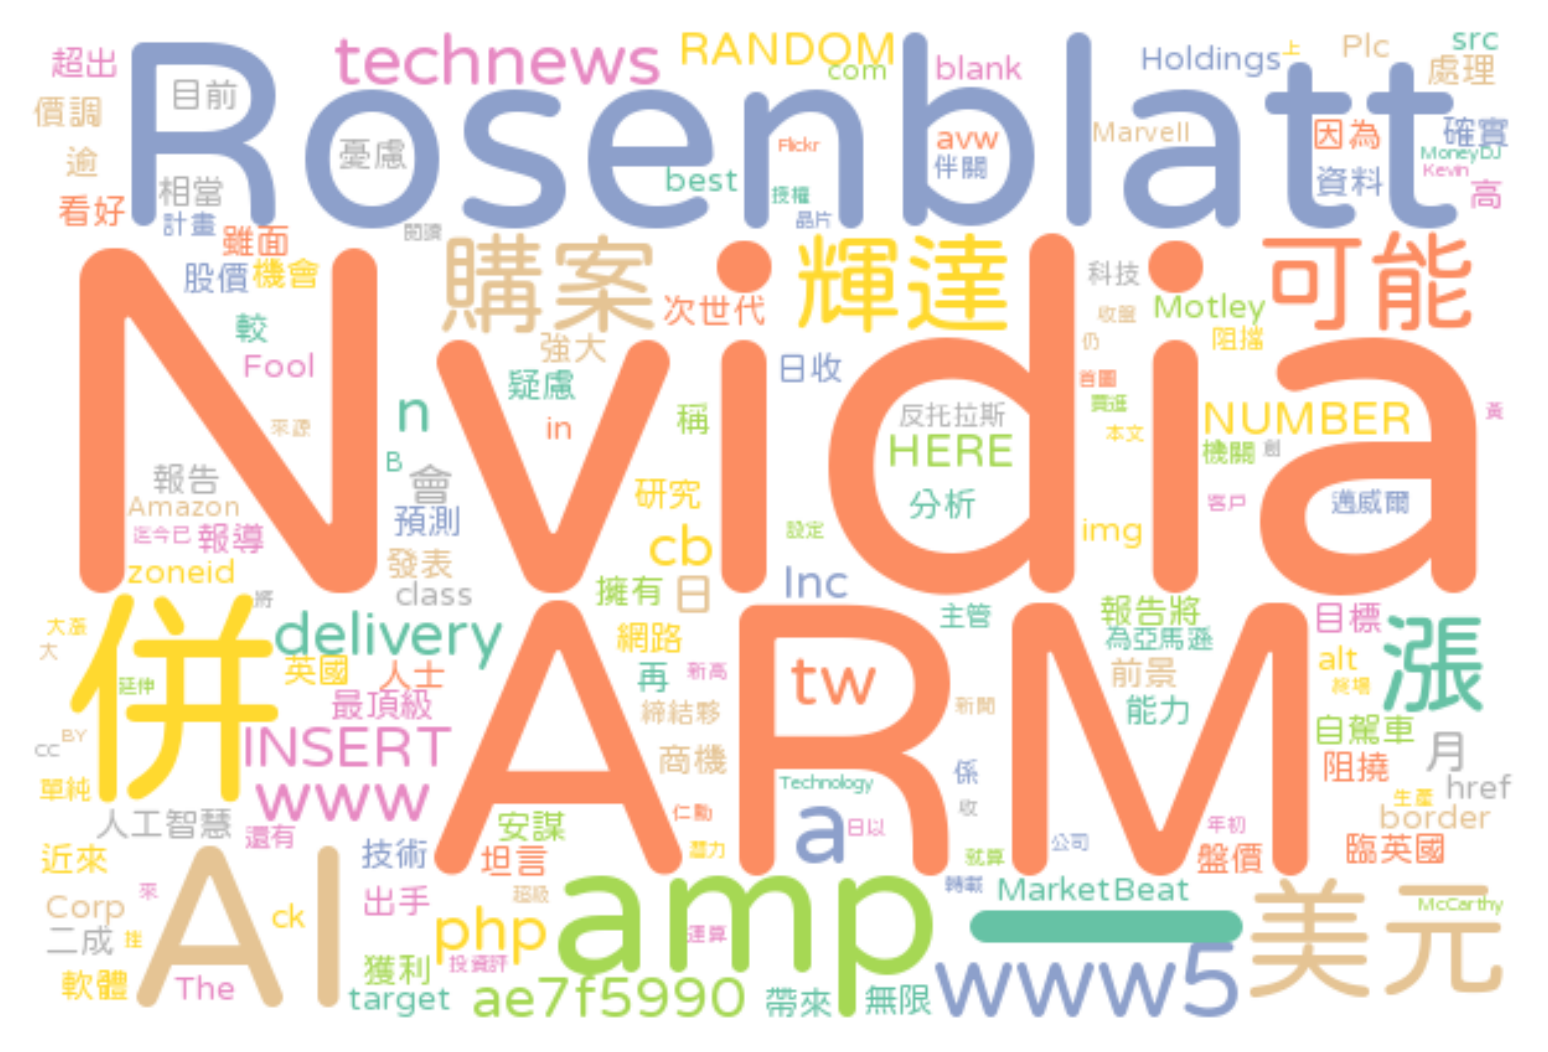 超出
technews
RANDOM
com
blank
Holdings
上
Plc
src
處理
價調
目前
Rosenblatt
憂慮
Flickr
avw
伴關
Marvell
因為
確實
MoneyDJ
Kevin
逾
相當
best
授權
晶片
資料
高
看好
計畫
雖面
閱讀
股價
機會
購案
次世代
輝達
科技
收盤
Motley
可能
較
Fool
Nvidia
強大
疑慮
日收
仍
阻擋
首圖
賈進
n
in
稱
反托拉斯
HERE
本文
NUMBER
黃
來源
B
機關
創
報告
會
研究
分析
客戶
邁威爾
Amazon
預測
設定
迄今已
報導
cb
img
zoneid
發表
class
擁有
日
Inc
將
大漲
大
併
delivery
網路
主管
報告將
目標
漲
英國
人士
再
新高
ARM
tw
為亞馬遜
前景
alt
終場
延伸
最頂級
締結夥
新聞
能力
自駕車
cc
BY
INSERT
商機
係
阻撓
月
單純
www
Technology
a
收
生產
href
人工智慧
還有
安謀
仁勳
日以
公司
年初
border
近來
技術
坦言
潛力
就算
盤價
臨英國
AI
來
出手
超級
amp
轉載
MarketBeat
一
美元
McCarthy
Corp
二成
挫
ck
php
運算
軟體
The
獲利
投資評
target
ae7f5990
帶來
無限
www5